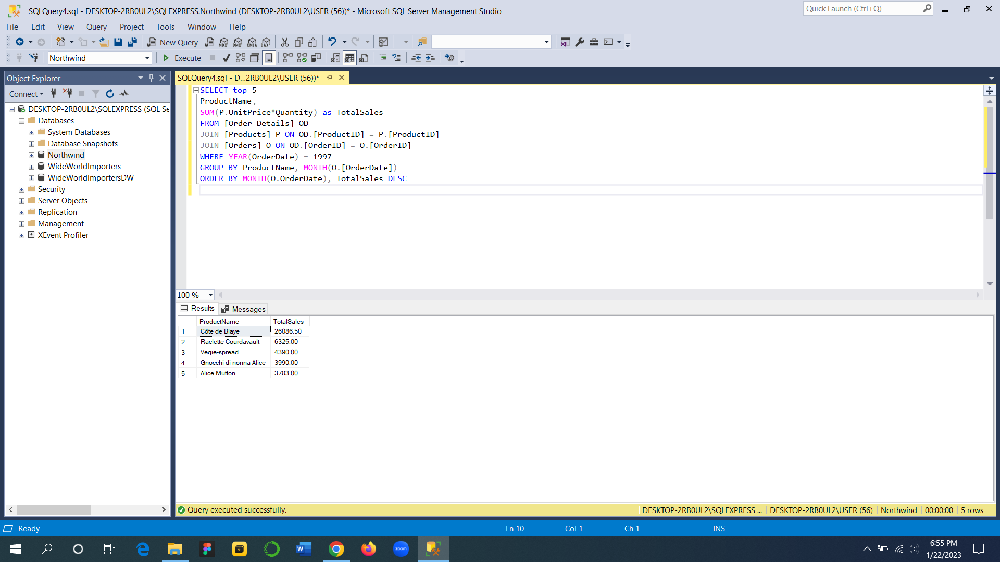 SQLQuery4.sql - DESKTOP-2RB0UL2\SQLEXPRESS.Northwind (DESKTOP-2RB0UL2\USER (56))* - Microsoft SQL Server Management Studio
Quick Launch (Ctrl+Q)
File Edit View Query Project Tools Window Help
New Query MDX DMX XMLA DAX
Northwind Execute
Object Explorer
Connect
DESKTOP-2RB0UL2\SQLEXPRESS (SQL Se
Databases
System Databases
Database Snapshots
Northwind
WideWorldImporters
WideWorldImportersDW
Security
Server Objects
Replication
Management
XEvent Profiler
SQLQuery4.sql - D...2RB0UL2\USER (56))*
SELECT top 5
ProductName,
SUM(P.UnitPrice*Quantity) as TotalSales
FROM [Order Details] OD
JOIN [Products] P ON OD.[ProductID] = P.[ProductID]
JOIN [Orders] O ON OD.[OrderID] = O.[OrderID]
WHERE YEAR(OrderDate) = 1997
GROUP BY ProductName, MONTH(O.[OrderDate])
ORDER BY MONTH(O.OrderDate), TotalSales DESC
100 %
Results Messages
ProductName TotalSales
1 Côte de Blaye 26086.50
2 Raclette Courdavault 6325.00
3 Vegie-spread 4390.00
4 Gnocchi di nonna Alice 3990.00
5 Alice Mutton 3783.00
Query executed successfully.
DESKTOP-2RB0UL2\SQLEXPRESS ... DESKTOP-2RB0UL2\USER (56) Northwind 00:00:00 5 rows
Ready Ln 10 Col 1 Ch 1 INS
zoom
6:55 PM
1/22/2023